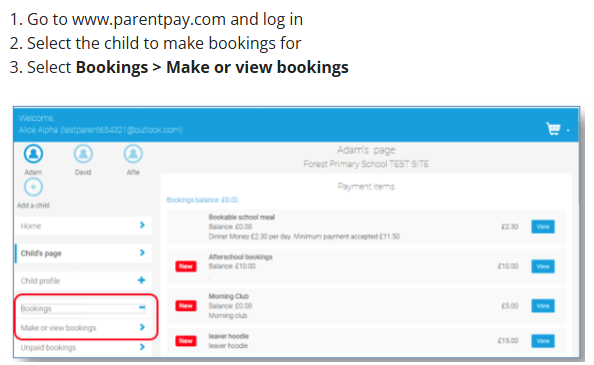 1. Go to www.parentpay.com and log in
2. Select the child to make bookings for
3. Select Bookings > Make or view bookings
Welcome,
Alice Alpha (testparent654321@outlook.com)
Adam
David
Alfie
Add a child
Home
Child's page
Child profile
Bookings
Make or view bookings
Unpaid bookings
Adam's page
Forest Primary School TEST SITE
Payment items
Bookings balance: £0.00
Bookable school meal
Balance: £0.00
Dinner Money £2.30 per day. Minimum payment accepted £11.50
£2.30
View
New
Afterschool bookings
Balance: £10.00
£10.00
View
New
Morning Club
Balance: £0.00
Morning club
£5.00
View
New
leaver hoodie
leaver hoodie
£15.00
View